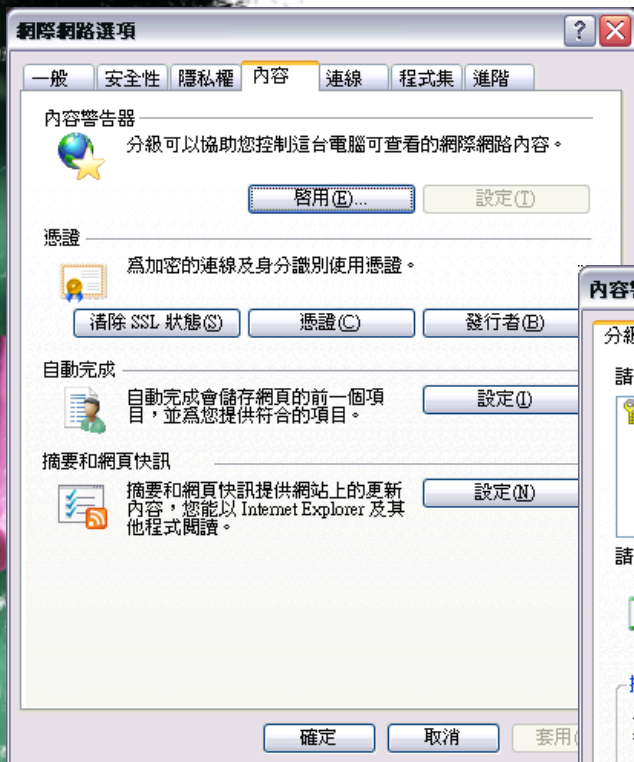 網際網路選項
一般 安全性 隱私權 內容 連線 程式集 進階
內容警告器
分級可以協助您控制這台電腦可查看的網際網路內容。
啓用(E)... 設定(T)
憑證
爲加密的連線及身分識別使用憑證。
清除 SSL 狀態(S) 憑證(C) 發行者(B)
自動完成
自動完成會儲存網頁的前一個項
目，並爲您提供符合的項目。
設定(I)
摘要和網頁快訊
摘要和網頁快訊提供網站上的更新
內容，您能以 Internet Explorer 及其
他程式閱讀。
設定(N)
確定 取消 套用(
內容
分級
請
請